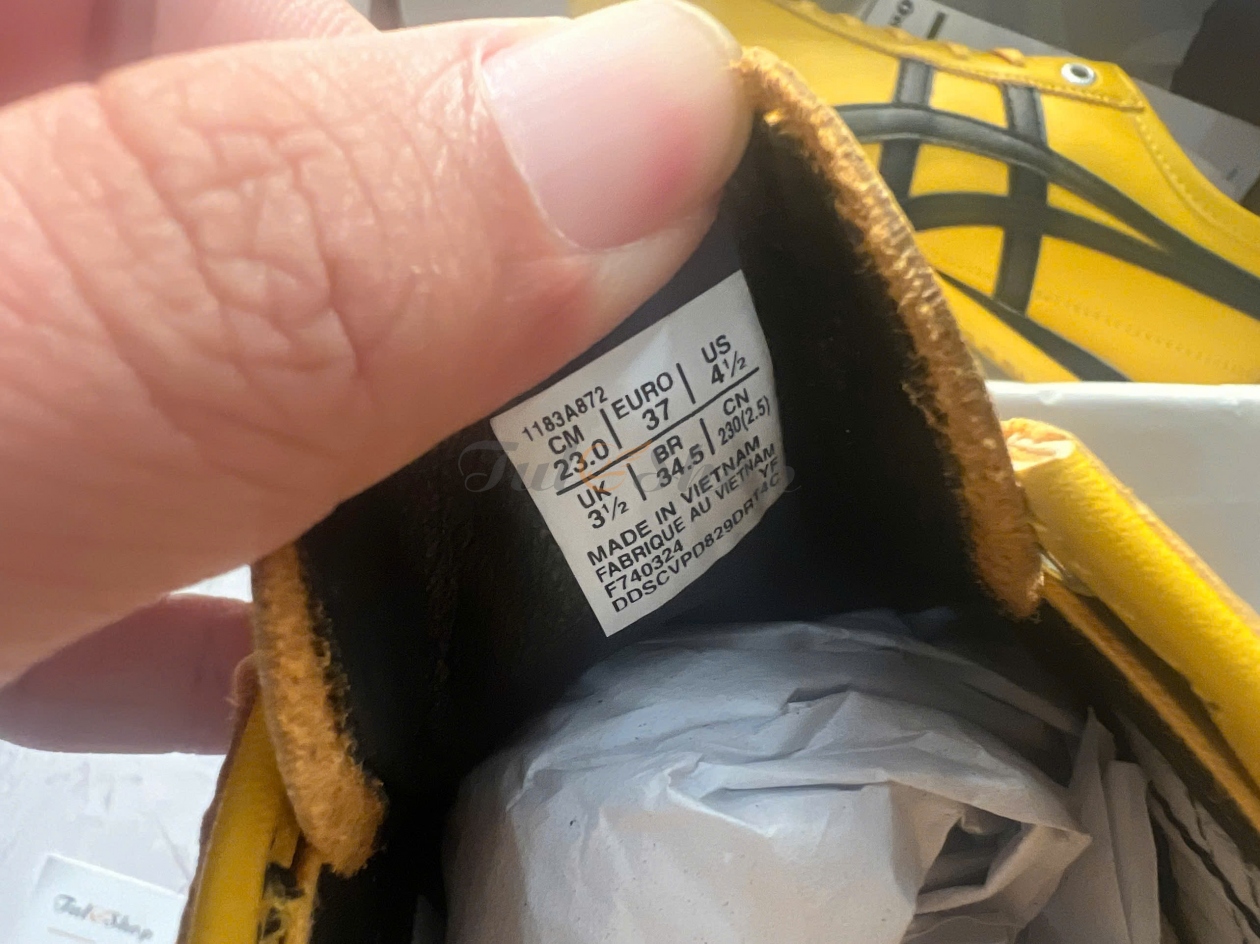 1183A872
CM EURO US
23.0 37 4½
UK BR CN
3½ 34.5 230(2.5)
MADE IN VIETNAM
FABRIQUE AU VIETNAM
F740324 YF
DDSCVPD829DRT4C
Shop